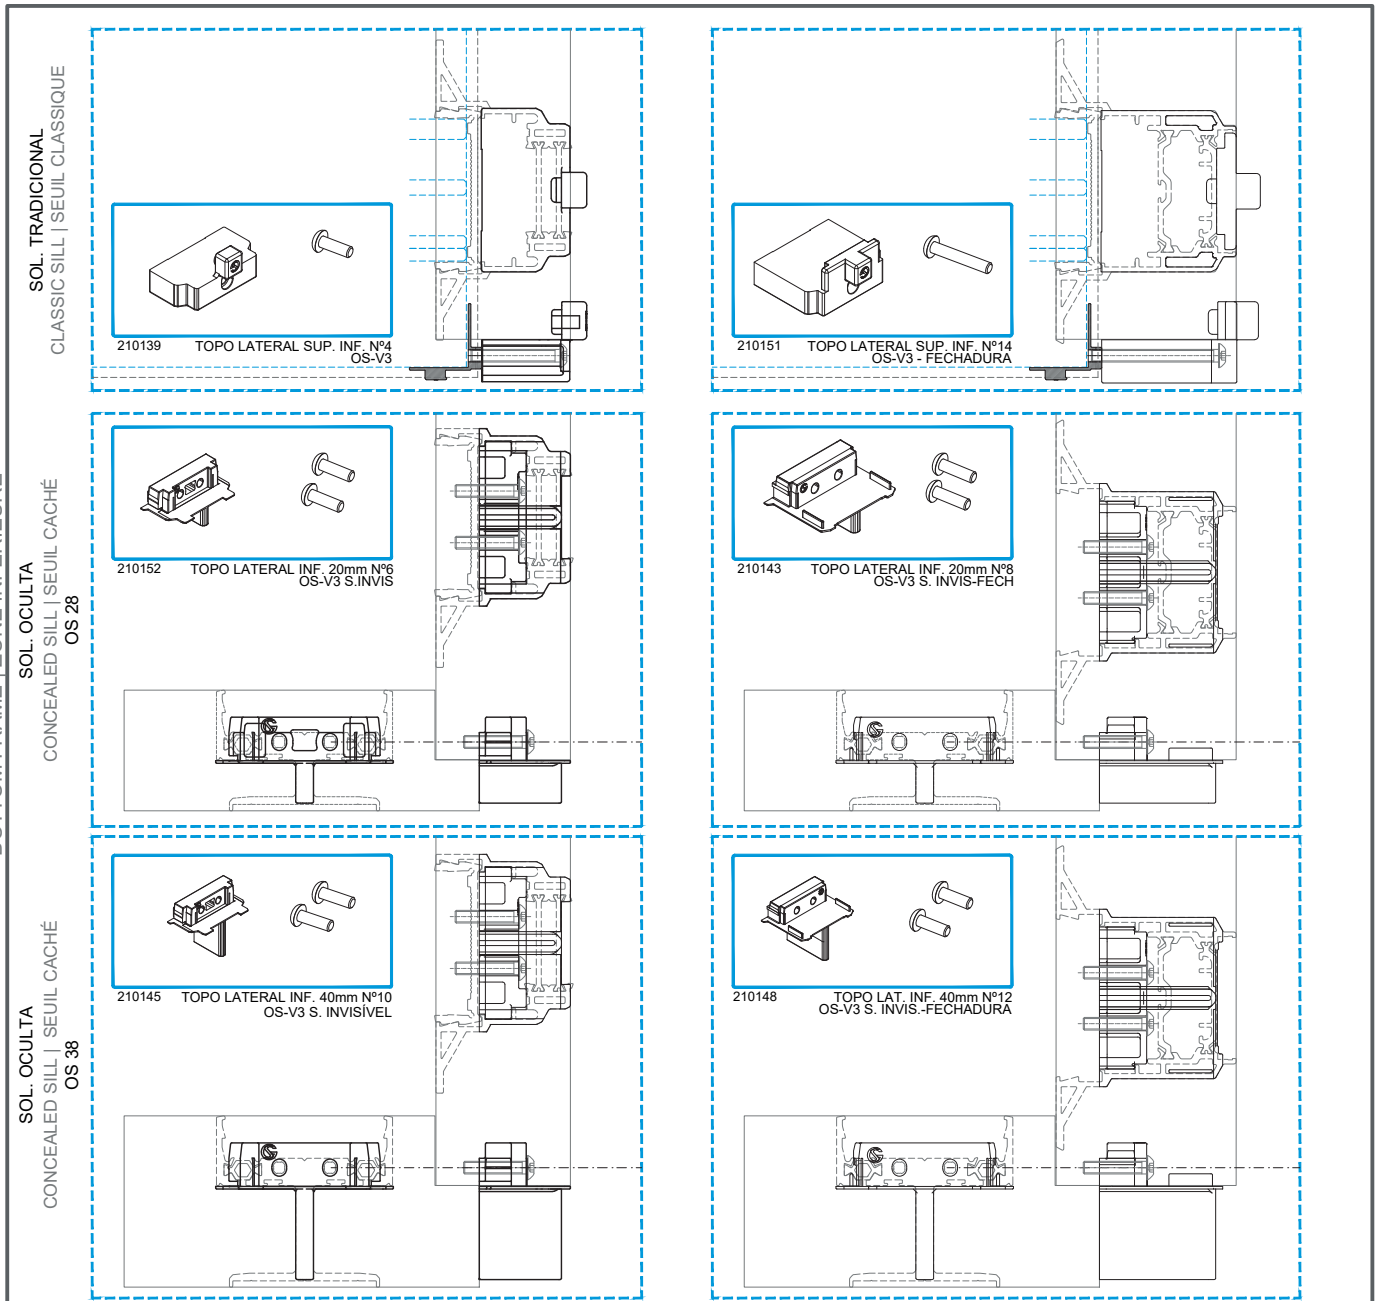 SOL. TRADICIONAL
CLASSIC SILL | SEUIL CLASSIQUE
210139 TOPO LATERAL SUP. INF. Nº4
OS-V3
210151 TOPO LATERAL SUP. INF. Nº14
OS-V3 - FECHADURA
SOL. OCULTA
CONCEALED SILL | SEUIL CACHÉ
OS 28
210152 TOPO LATERAL INF. 20mm Nº6
OS-V3 S.INVIS
210143 TOPO LATERAL INF. 20mm Nº8
OS-V3 S. INVIS-FECH
SOL. OCULTA
CONCEALED SILL | SEUIL CACHÉ
OS 38
210145 TOPO LATERAL INF. 40mm Nº10
OS-V3 S. INVISÍVEL
210148 TOPO LAT. INF. 40mm Nº12
OS-V3 S. INVIS.-FECHADURA